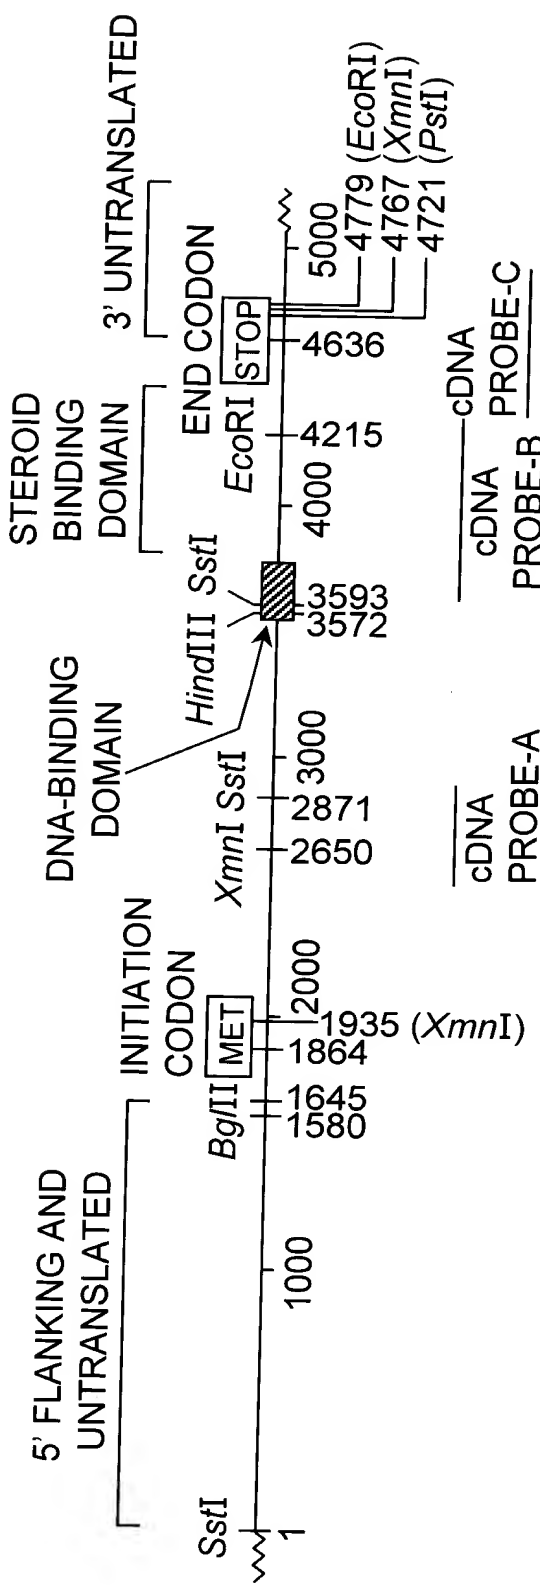 5' FLANKING AND
UNTRANSLATED
INITIATION
CODON
DNA-BINDING
DOMAIN
STEROID
BINDING
DOMAIN
3' UNTRANSLATED
END CODON
SstI
BglII
MET
XmnI SstI
HindIII SstI
EcoRI
STOP
1
1000
1580
1645
1864
1935 (XmnI)
2000
2650
2871
3000
3572
3593
4000
4215
4636
5000
4779 (EcoRI)
4767 (XmnI)
4721 (PstI)
cDNA
PROBE-A
cDNA
PROBE-B
cDNA
PROBE-C